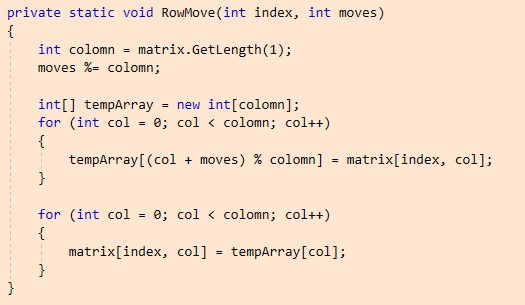 private static void RowMove(int index, int moves)
{
    int colomn = matrix.GetLength(1);
    moves %= colomn;

    int[] tempArray = new int[colomn];
    for (int col = 0; col < colomn; col++)
    {
        tempArray[(col + moves) % colomn] = matrix[index, col];
    }

    for (int col = 0; col < colomn; col++)
    {
        matrix[index, col] = tempArray[col];
    }
}